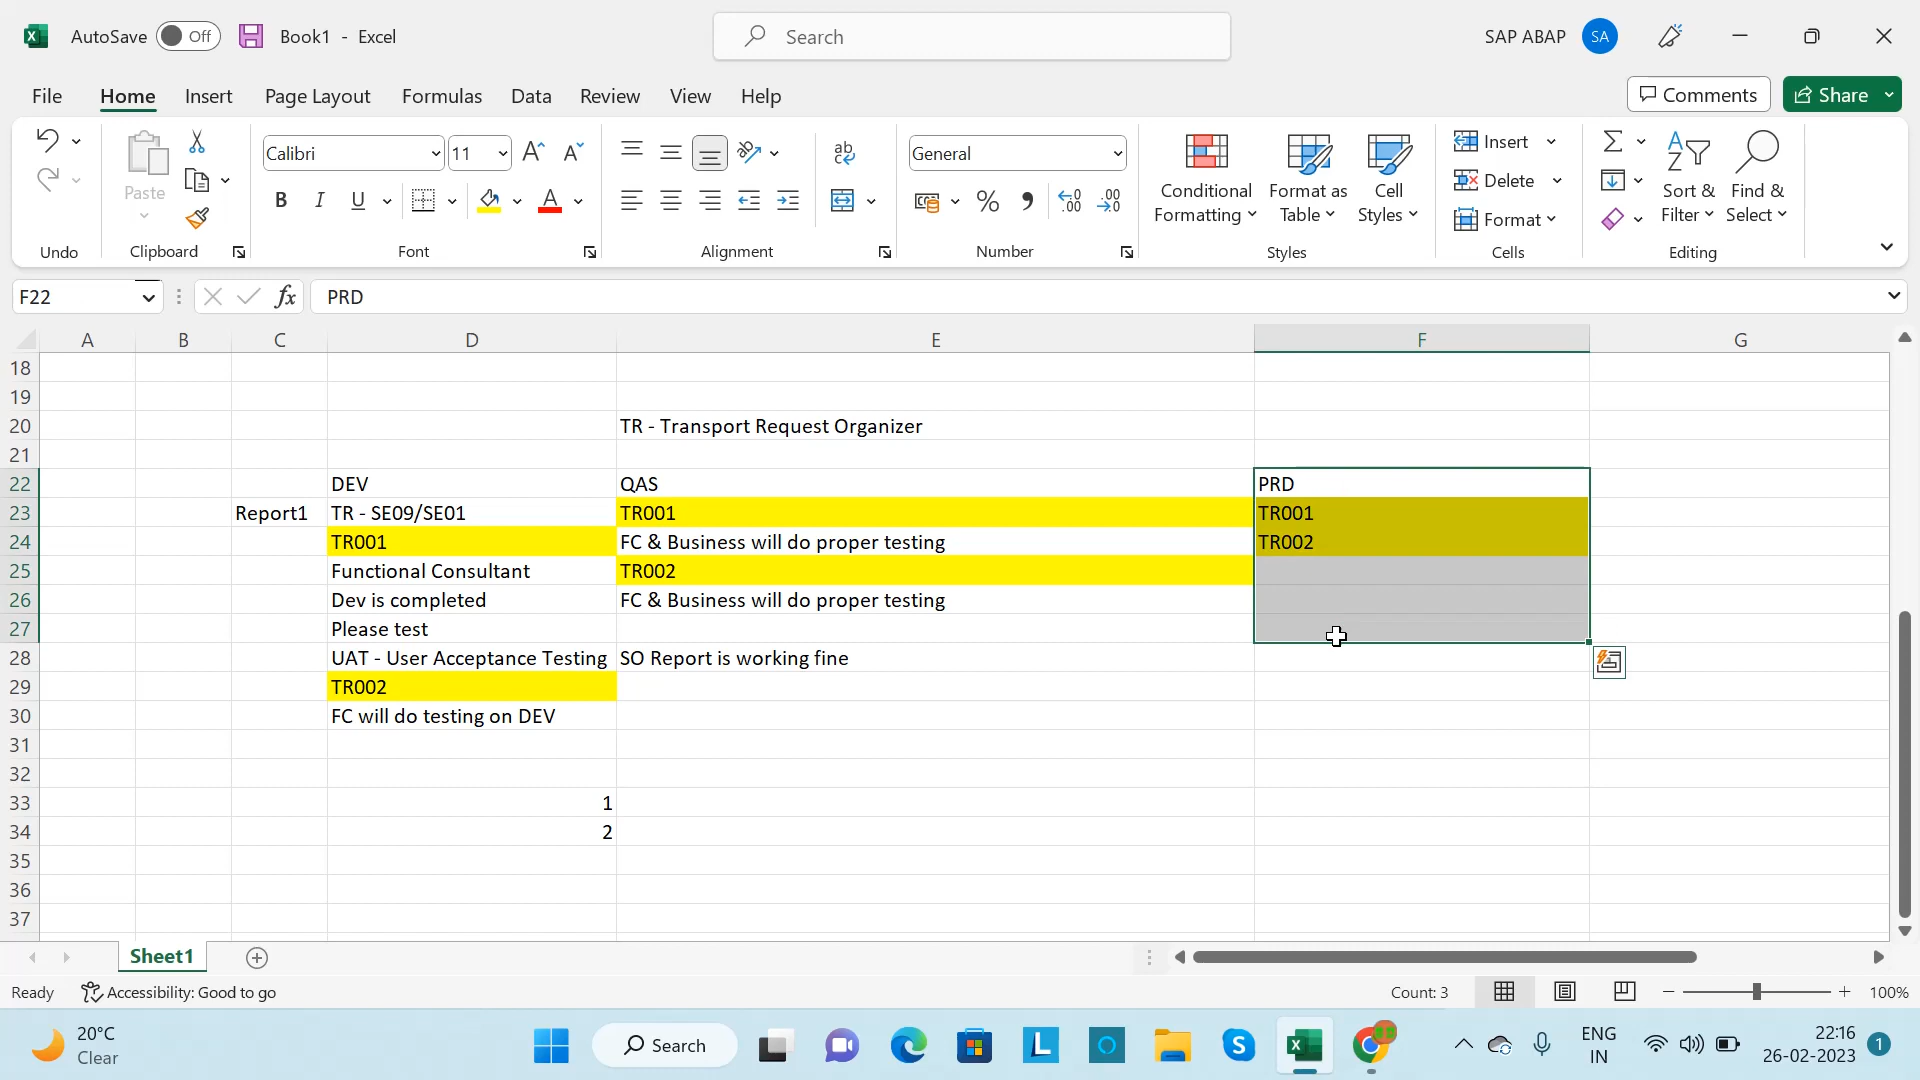 AutoSave Off Book1 - Excel Search SAP ABAP SA
File Home Insert Page Layout Formulas Data Review View Help Comments Share
Paste
Calibri 11
B I U A
ab
General
% .00
Conditional Formatting
Format as Table
Cell Styles
Insert
Delete
Format
Sort & Filter
Find & Select
Undo Clipboard Font Alignment Number Styles Cells Editing
F22 fx PRD
A B C D E F G
18
19
20 TR - Transport Request Organizer
21
22 DEV QAS PRD
23 Report1 TR - SE09/SE01 TR001 TR001
24 TR001 FC & Business will do proper testing TR002
25 Functional Consultant TR002
26 Dev is completed FC & Business will do proper testing
27 Please test
28 UAT - User Acceptance Testing SO Report is working fine
29 TR002
30 FC will do testing on DEV
31
32
33 1
34 2
35
36
37
Sheet1
Ready Accessibility: Good to go Count: 3 100%
20°C
Clear
Search
ENG
IN
22:16
26-02-2023
1